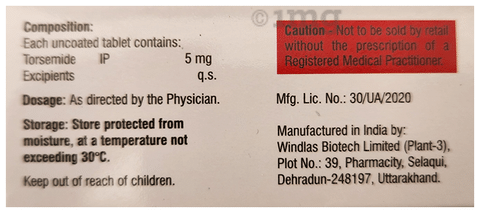 ©1mg
Composition:
Each uncoated tablet contains:
Torsemide IP 5 mg
Excipients q.s.
Dosage: As directed by the Physician.
Storage: Store protected from
moisture, at a temperature not
exceeding 30°C.
Keep out of reach of children.
Caution - Not to be sold by retail
without the prescription of a
Registered Medical Practitioner.
Mfg. Lic. No.: 30/UA/2020
Manufactured in India by:
Windlas Biotech Limited (Plant-3),
Plot No.: 39, Pharmacity, Selaqui,
Dehradun-248197, Uttarakhand.